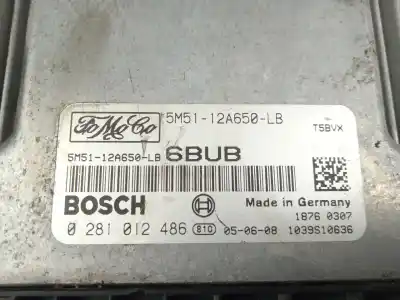 FoMoCo
5M51-12A650-LB
T5BVX
5M51-12A650-LB 6BUB
BOSCH
Made in Germany
1876 0307
0 281 012 486 810 05-06-08 1039S10636